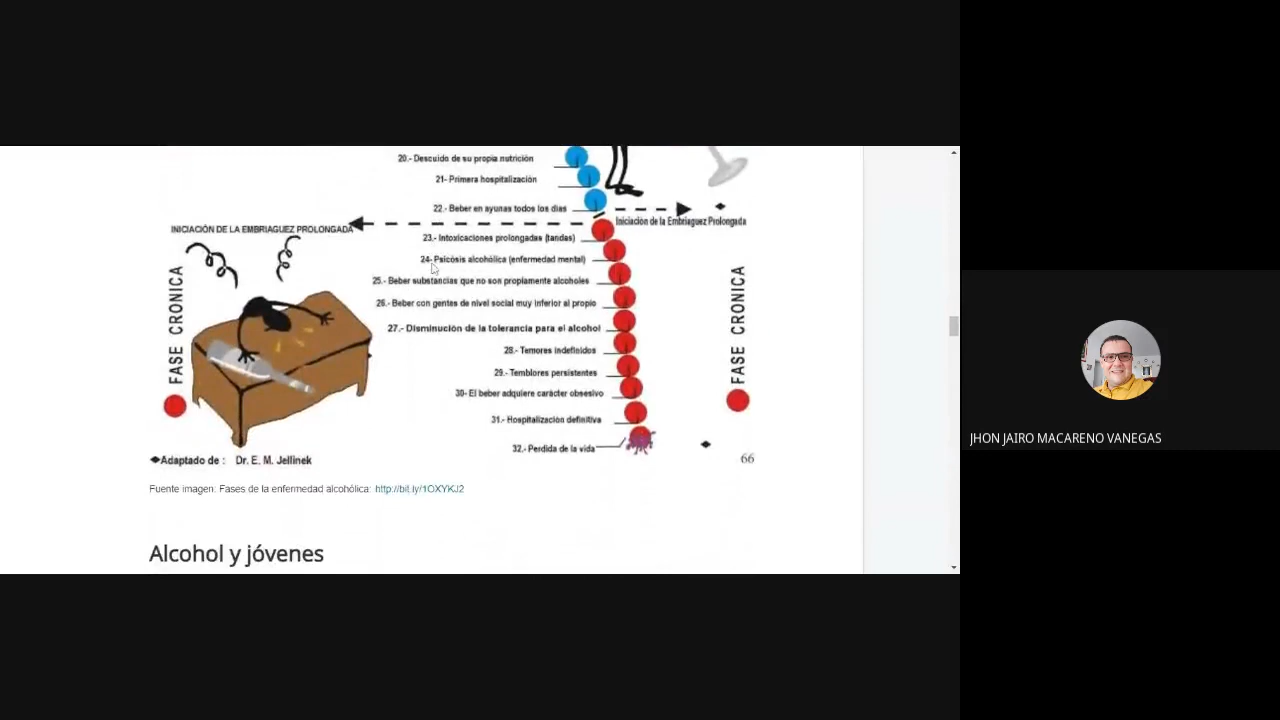 20.- Descuido de su propia nutrición
21- Primera hospitalización
22.- Beber en ayunas todos los dias
Iniciación de la Embriaguez Prolongada
INICIACIÓN DE LA EMBRIAGUEZ PROLONGADA
23.- Intoxicaciones prolongadas (tandas)
24- Psicósis alcohólica (enfermedad mental)
25.- Beber substancias que no son propiamente alcoholes
26.- Beber con gentes de nivel social muy inferior al propio
27.- Disminución de la tolerancia para el alcohol
28.- Temores indefinidos
29.- Temblores persistentes
30- El beber adquiere carácter obsesivo
31.- Hospitalización definitiva
32.- Perdida de la vida
FASE CRONICA
FASE CRONICA
Adaptado de : Dr. E. M. Jellinek
66
Fuente imagen: Fases de la enfermedad alcohólica: http://bit.ly/1OXYKJ2
Alcohol y jóvenes
JHON JAIRO MACARENO VANEGAS